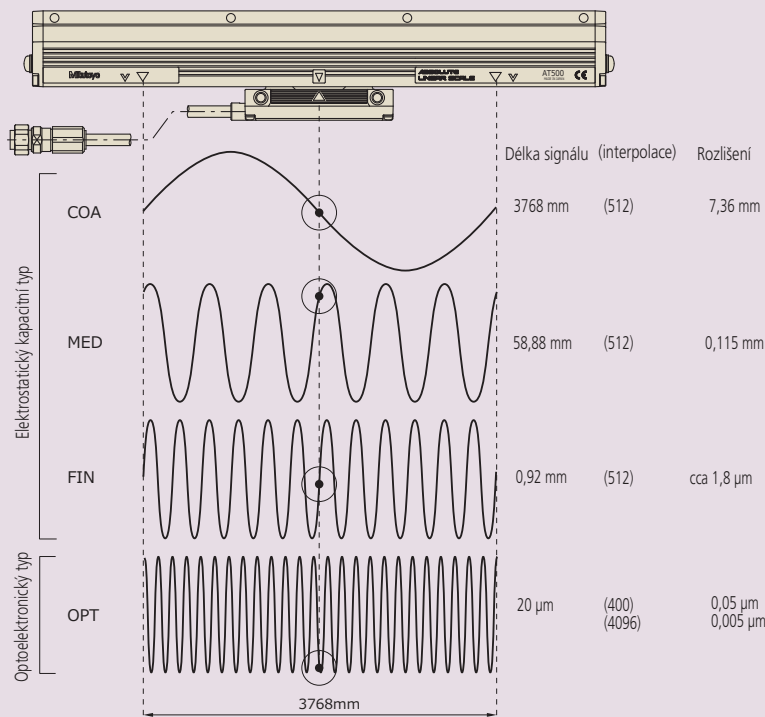 Mitutoyo
ABSOLUTE
LINEAR SCALE
AT500
CE
Délka signálu (interpolace) Rozlišení
Elektrostatický kapacitní typ
COA 3768 mm (512) 7,36 mm
MED 58,88 mm (512) 0,115 mm
FIN 0,92 mm (512) cca 1,8 µm
Optoelektronický typ
OPT 20 µm (400) 0,05 µm
(4096) 0,005 µm
3768mm